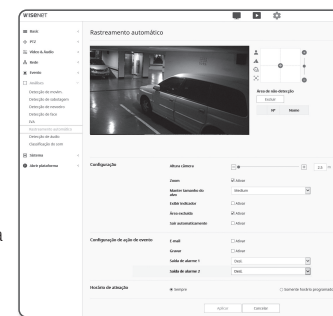 a
WISENET
Basic
PTZ
Vídeo & Áudio
Rede
Evento
Análises
Detecção de movim.
Detecção de sabotagem
Detecção de nevoeiro
Detecção de face
IVA
Rastreamento automático
Detecção de áudio
Classificação do som
Sistema
Abrir plataforma
Rastreamento automático
Área de não detecção
Excluir
Nº Nome
Configuração
Altura câmera
m
Zoom Ativar
Manter tamanho do alvo Medium
Exibir indicador Ativar
Área excluída Ativar
Sair automaticamente Ativar
Configuração de ação de evento
E-mail Ativar
Gravar Ativar
Saída de alarme 1 Desl.
Saída de alarme 2 Desl.
Horário de ativação
Sempre Somente horário programado
Aplicar Cancelar